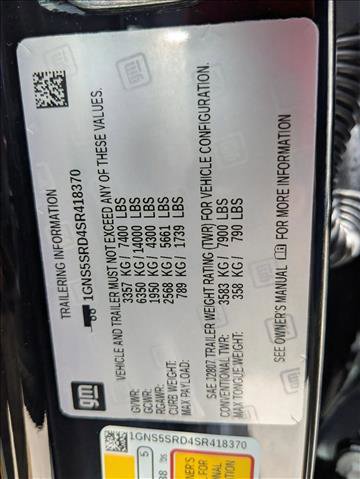 TRAILERING INFORMATION
1GNS5SRD4SR418370
VEHICLE AND TRAILER MUST NOT EXCEED ANY OF THESE VALUES.
GVWR: 3357 KG / 7400 LBS
GCWR: 6350 KG / 14000 LBS
RGAWR: 1950 KG / 4300 LBS
CURB WEIGHT: 2568 KG / 5661 LBS
MAX PAYLOAD: 789 KG / 1739 LBS
SAE J2807 TRAILER WEIGHT RATING (TWR) FOR VEHICLE CONFIGURATION.
CONVENTIONAL TWR: 3583 KG / 7900 LBS
MAX TONGUE WEIGHT: 358 KG / 790 LBS
SEE OWNER'S MANUAL FOR MORE INFORMATION
gm
1GNS5SRD4SR418370
5
OWNER'S
FOR